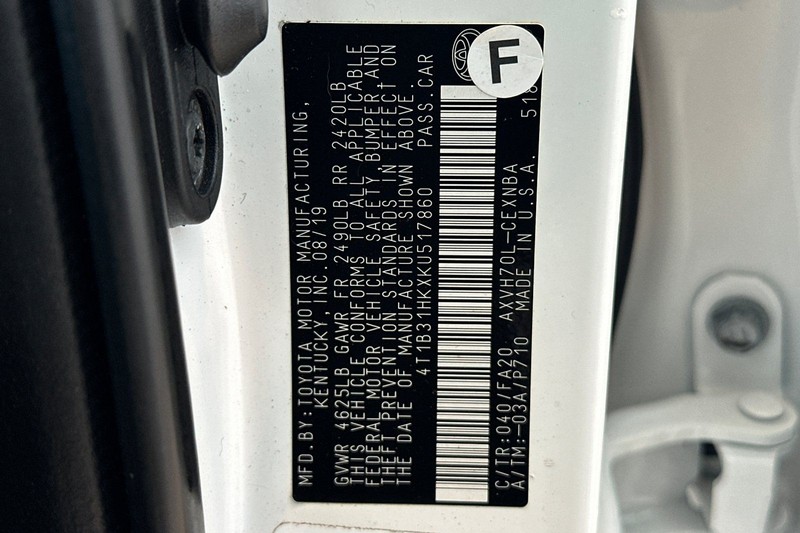 MFD.BY:TOYOTA MOTOR MANUFACTURING,
KENTUCKY, INC. 08/19
GVWR 4625LB GAWR FR 2490LB RR 2420LB
THIS VEHICLE CONFORMS TO ALL APPLICABLE
FEDERAL MOTOR VEHICLE SAFETY, BUMPER, AND
THEFT PREVENTION STANDARDS IN EFFECT ON
THE DATE OF MANUFACTURE SHOWN ABOVE.
4T1B31HKXKU517860 PASS.CAR
C/TR:040/FA20 AXVH70L-CEXNBA
A/TM:-03A/P710 MADE IN U.S.A.
F